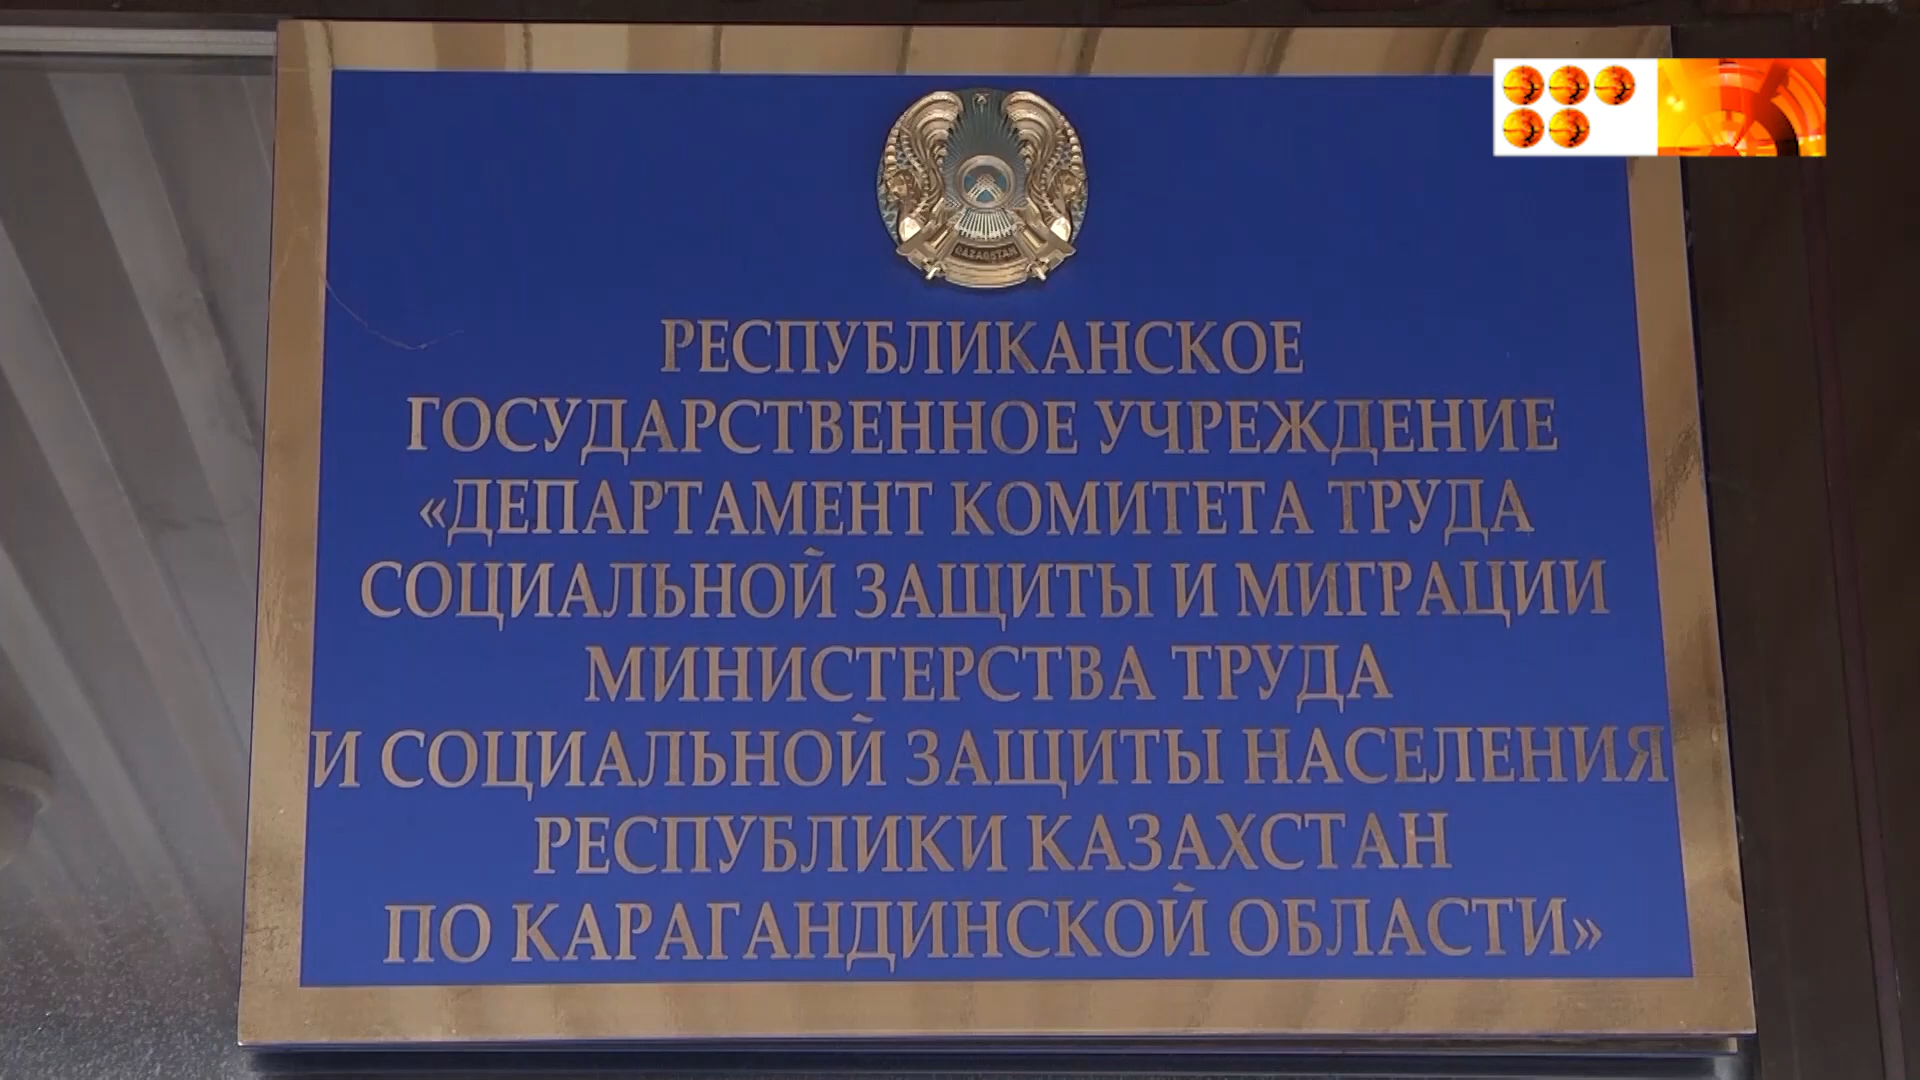 QAZAQSTAN
РЕСПУБЛИКАНСКОЕ
ГОСУДАРСТВЕННОЕ УЧРЕЖДЕНИЕ
«ДЕПАРТАМЕНТ КОМИТЕТА ТРУДА
СОЦИАЛЬНОЙ ЗАЩИТЫ И МИГРАЦИИ
МИНИСТЕРСТВА ТРУДА
И СОЦИАЛЬНОЙ ЗАЩИТЫ НАСЕЛЕНИЯ
РЕСПУБЛИКИ КАЗАХСТАН
ПО КАРАГАНДИНСКОЙ ОБЛАСТИ»